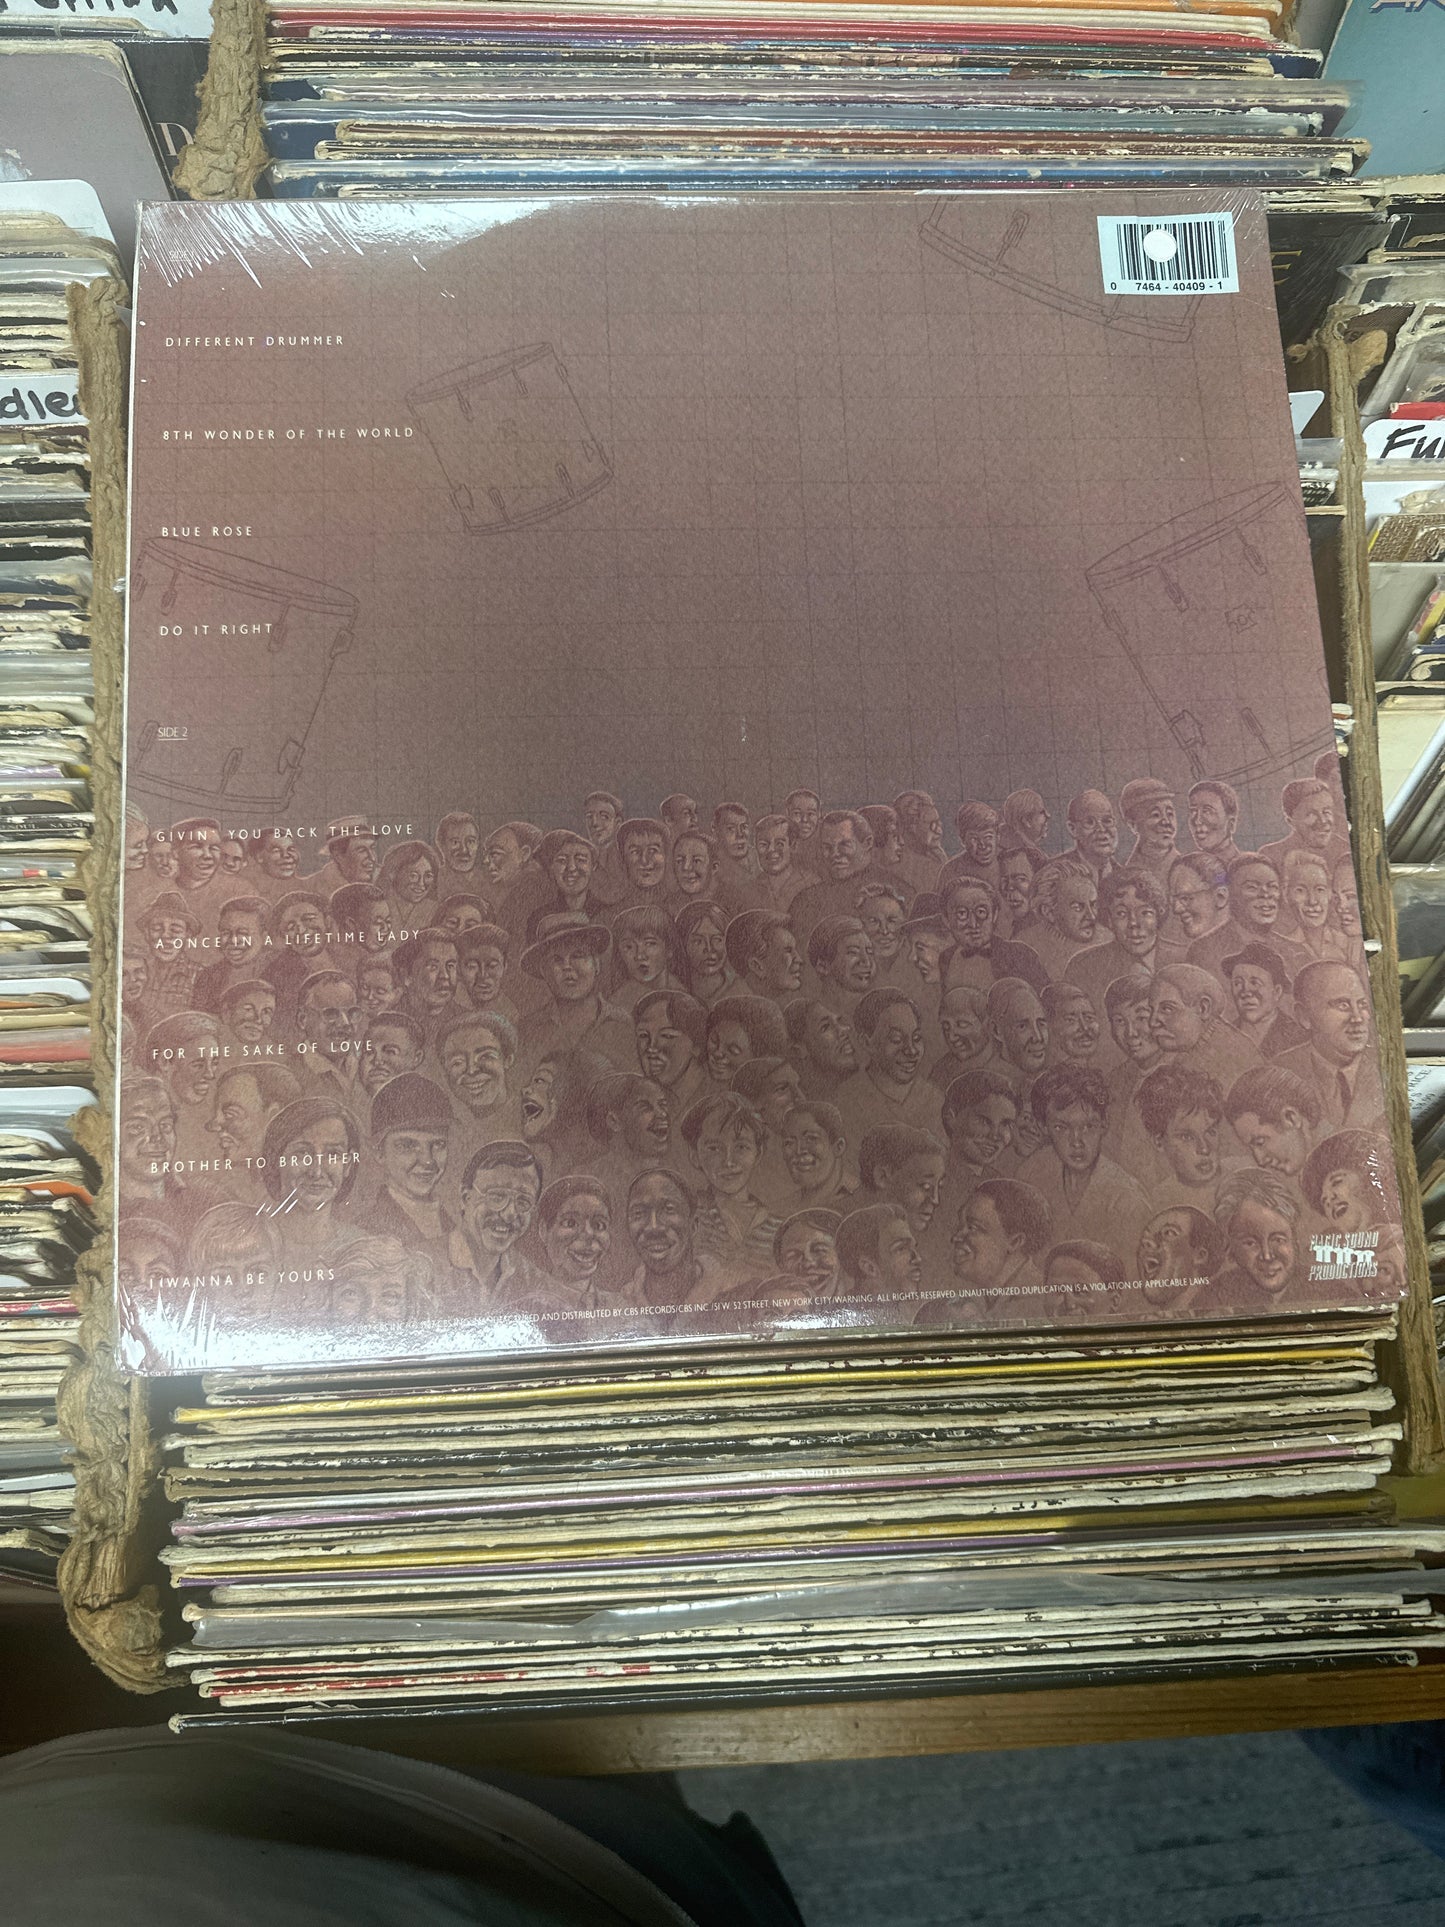 SIDE 1
DIFFERENT DRUMMER
8TH WONDER OF THE WORLD
BLUE ROSE
DO IT RIGHT
SIDE 2
GIVIN' YOU BACK THE LOVE
A ONCE IN A LIFETIME LADY
FOR THE SAKE OF LOVE
BROTHER TO BROTHER
I WANNA BE YOURS
0 7464 - 40409 - 1
MAGIC SOUND
PRODUCTIONS
AND DISTRIBUTED BY CBS RECORDS/CBS INC./51 W. 52 STREET, NEW YORK CITY/WARNING: ALL RIGHTS RESERVED. UNAUTHORIZED DUPLICATION IS A VIOLATION OF APPLICABLE LAWS.